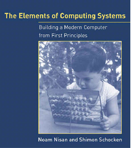 The Elements of Computing Systems
Building a Modern Computer
from First Principles
Noam Nisan and Shimon Schocken